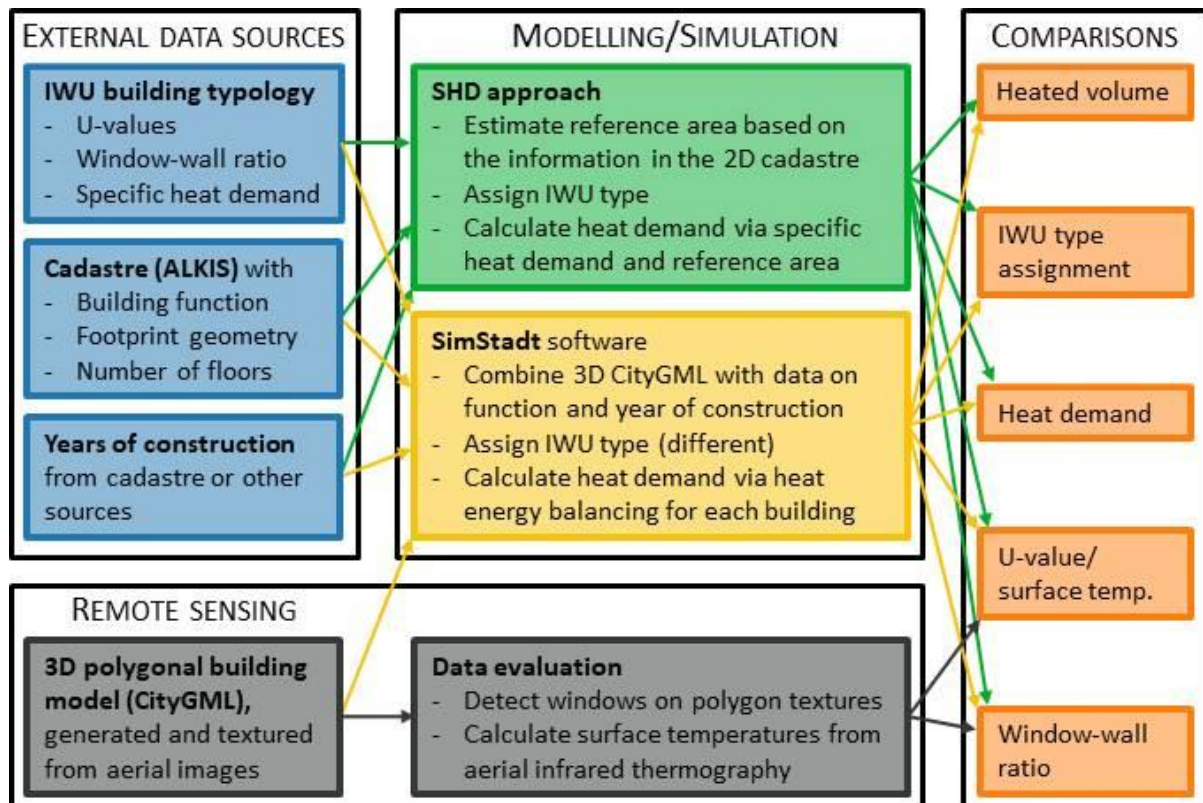 EXTERNAL DATA SOURCES
IWU building typology
- U-values
- Window-wall ratio
- Specific heat demand
Cadastre (ALKIS) with
- Building function
- Footprint geometry
- Number of floors
Years of construction
from cadastre or other
sources
MODELLING/SIMULATION
SHD approach
- Estimate reference area based on
the information in the 2D cadastre
- Assign IWU type
- Calculate heat demand via specific
heat demand and reference area
SimStadt software
- Combine 3D CityGML with data on
function and year of construction
- Assign IWU type (different)
- Calculate heat demand via heat
energy balancing for each building
COMPARISONS
Heated volume
IWU type
assignment
Heat demand
U-value/
surface temp.
Window-wall
ratio
REMOTE SENSING
3D polygonal building
model (CityGML),
generated and textured
from aerial images
Data evaluation
- Detect windows on polygon textures
- Calculate surface temperatures from
aerial infrared thermography